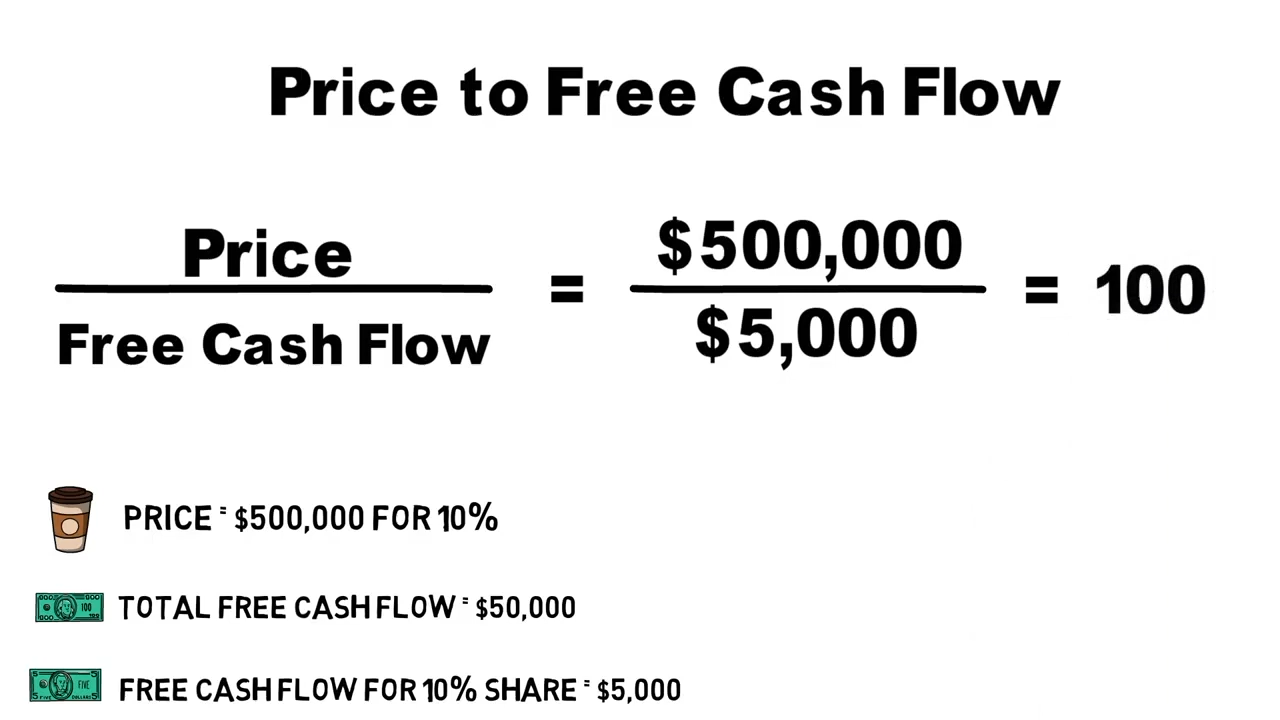 Price to Free Cash Flow
Price
Free Cash Flow
=
$500,000
$5,000
= 100
PRICE = $500,000 FOR 10%
TOTAL FREE CASH FLOW = $50,000
FREE CASH FLOW FOR 10% SHARE = $5,000